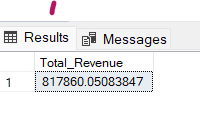 Results Messages
Total_Revenue
1 817860.05083847